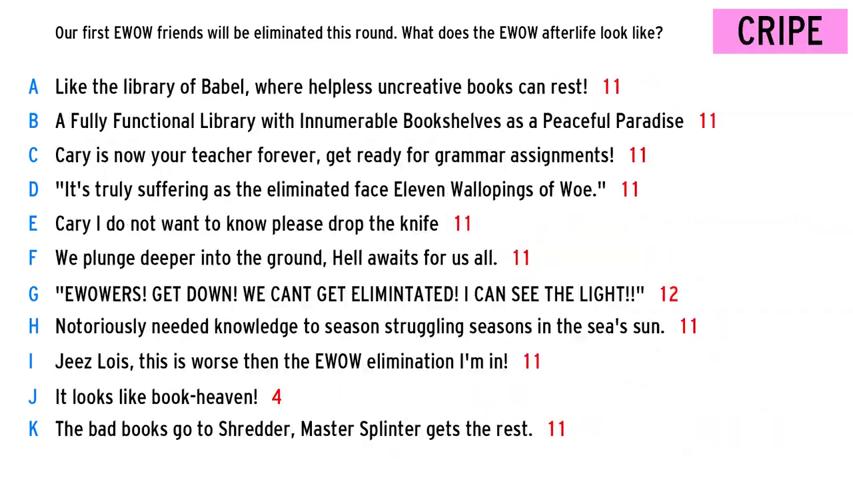 Our first EWOW friends will be eliminated this round. What does the EWOW afterlife look like?
CRIPE
A Like the library of Babel, where helpless uncreative books can rest! 11
B A Fully Functional Library with Innumerable Bookshelves as a Peaceful Paradise 11
C Cary is now your teacher forever, get ready for grammar assignments! 11
D "It's truly suffering as the eliminated face Eleven Wallopings of Woe." 11
E Cary I do not want to know please drop the knife 11
F We plunge deeper into the ground, Hell awaits for us all. 11
G "EWOWERS! GET DOWN! WE CANT GET ELIMINTATED! I CAN SEE THE LIGHT!!" 12
H Notoriously needed knowledge to season struggling seasons in the sea's sun. 11
I Jeez Lois, this is worse then the EWOW elimination I'm in! 11
J It looks like book-heaven! 4
K The bad books go to Shredder, Master Splinter gets the rest. 11